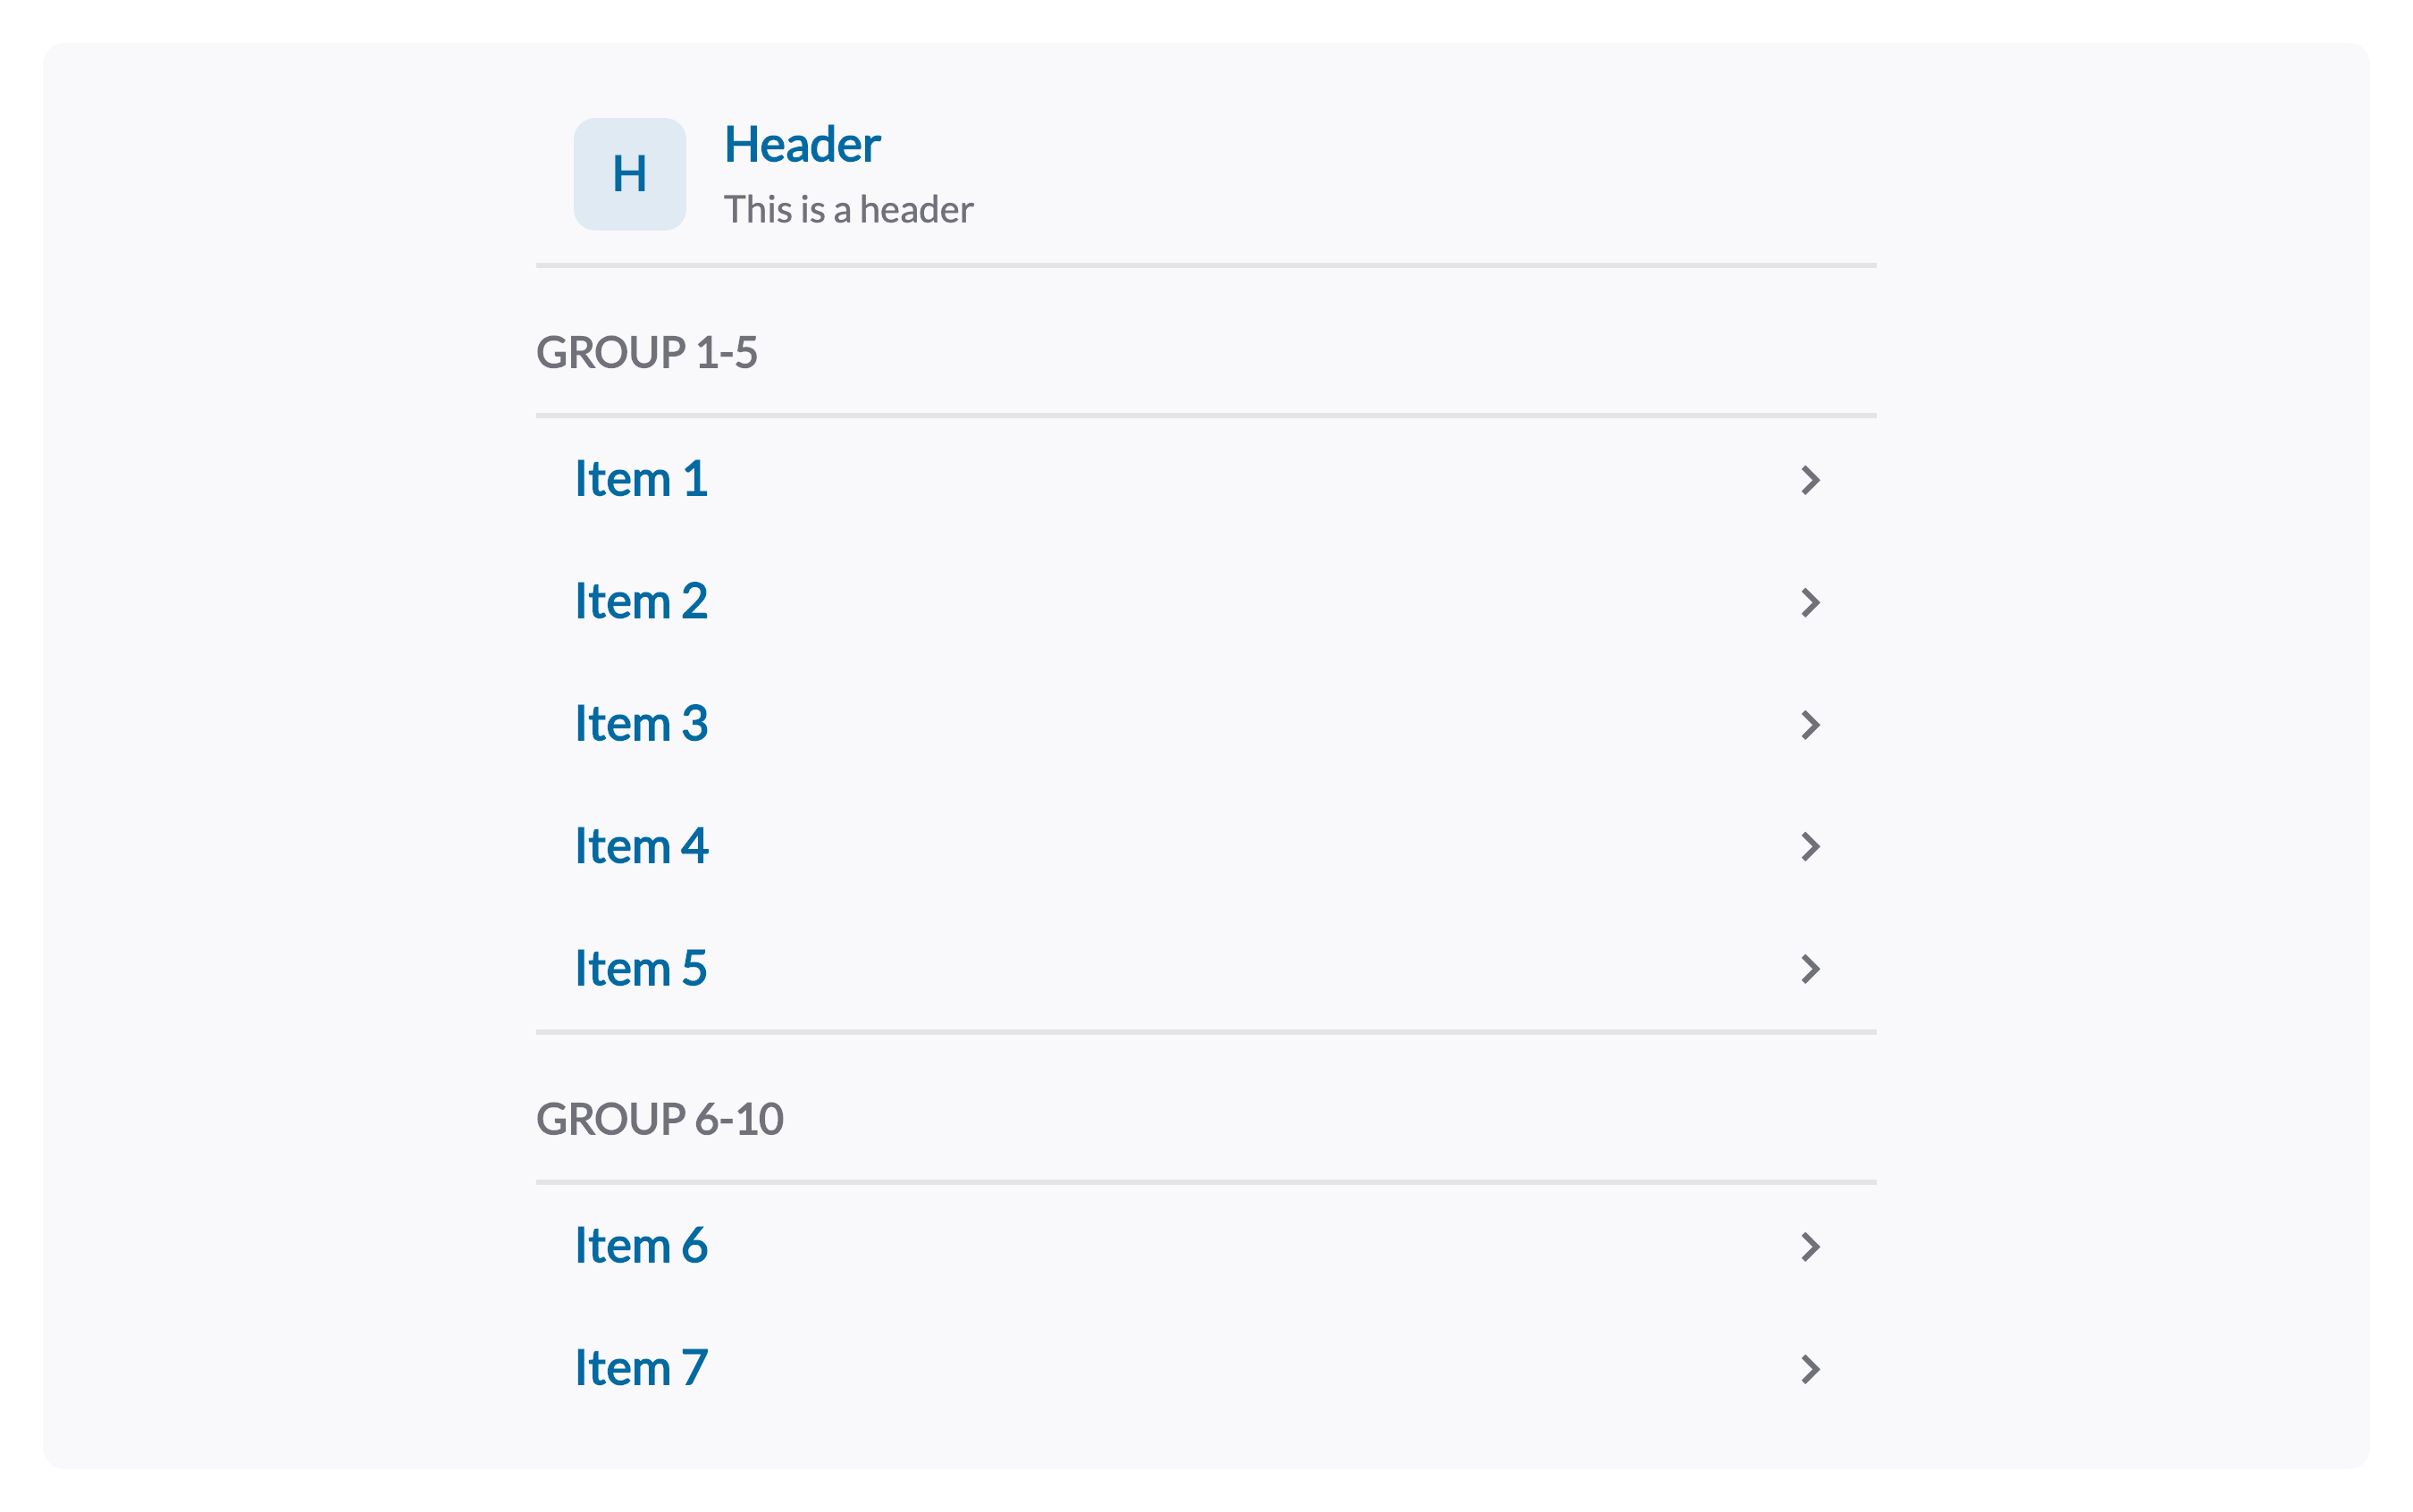 H
Header
This is a header
GROUP 1-5
Item 1
Item 2
Item 3
Item 4
Item 5
GROUP 6-10
Item 6
Item 7